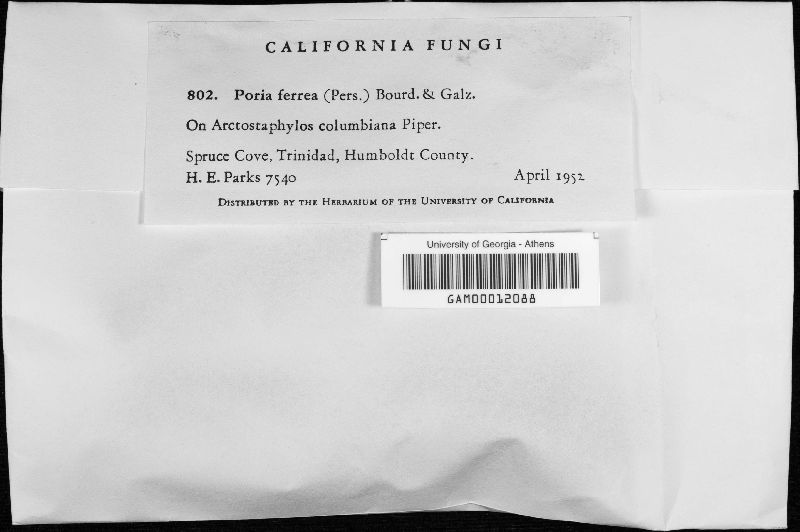 CALIFORNIA FUNGI
802. Poria ferrea (Pers.) Bourd. & Galz.
On Arctostaphylos columbiana Piper.
Spruce Cove, Trinidad, Humboldt County.
H. E. Parks 7540 April 1952
Distributed by the Herbarium of the University of California
University of Georgia - Athens
GAM00012088